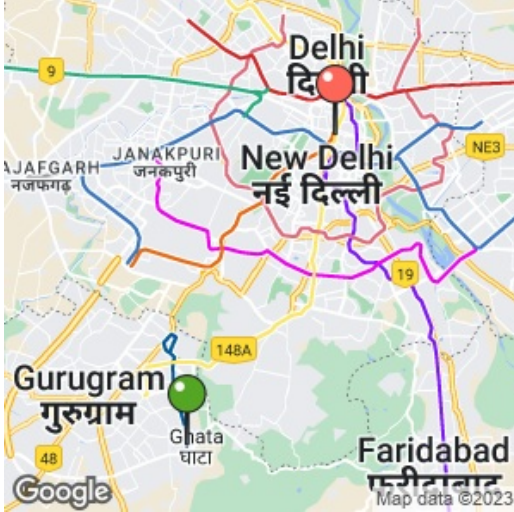 Delhi
9
JANAKPURI
जनकपुरी
AJAFGARH
नजफगढ़
New Delhi
नई दिल्ली
NE3
19
148A
Gurugram
गुरुग्राम
Ghata
घाटा
48
Faridabad
Google
Map data ©2023